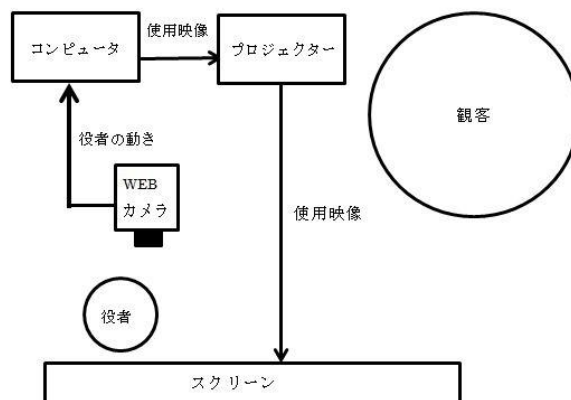 コンピュータ
使用映像
プロジェクター
観客
役者の動き
WEB
カメラ
使用映像
役者
スクリーン